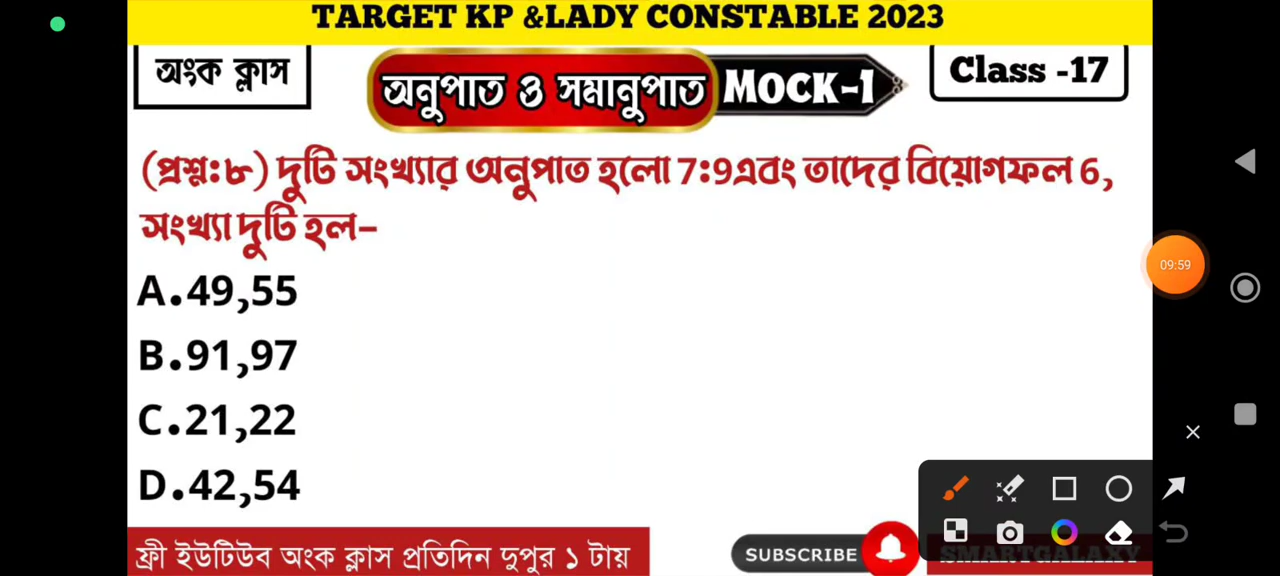 TARGET KP &LADY CONSTABLE 2023
অংক ক্লাস
অনুপাত ও সমানুপাত MOCK-1
Class -17
(প্রশ্ন:৮) দুটি সংখ্যার অনুপাত হলো 7:9এবং তাদের বিয়োগফল 6,
সংখ্যা দুটি হল-
09:59
A.49,55
B.91,97
C.21,22
D.42,54
ফ্রী ইউটিউব অংক ক্লাস প্রতিদিন দুপুর ১ টায়
SUBSCRIBE
SMARTGALAXY